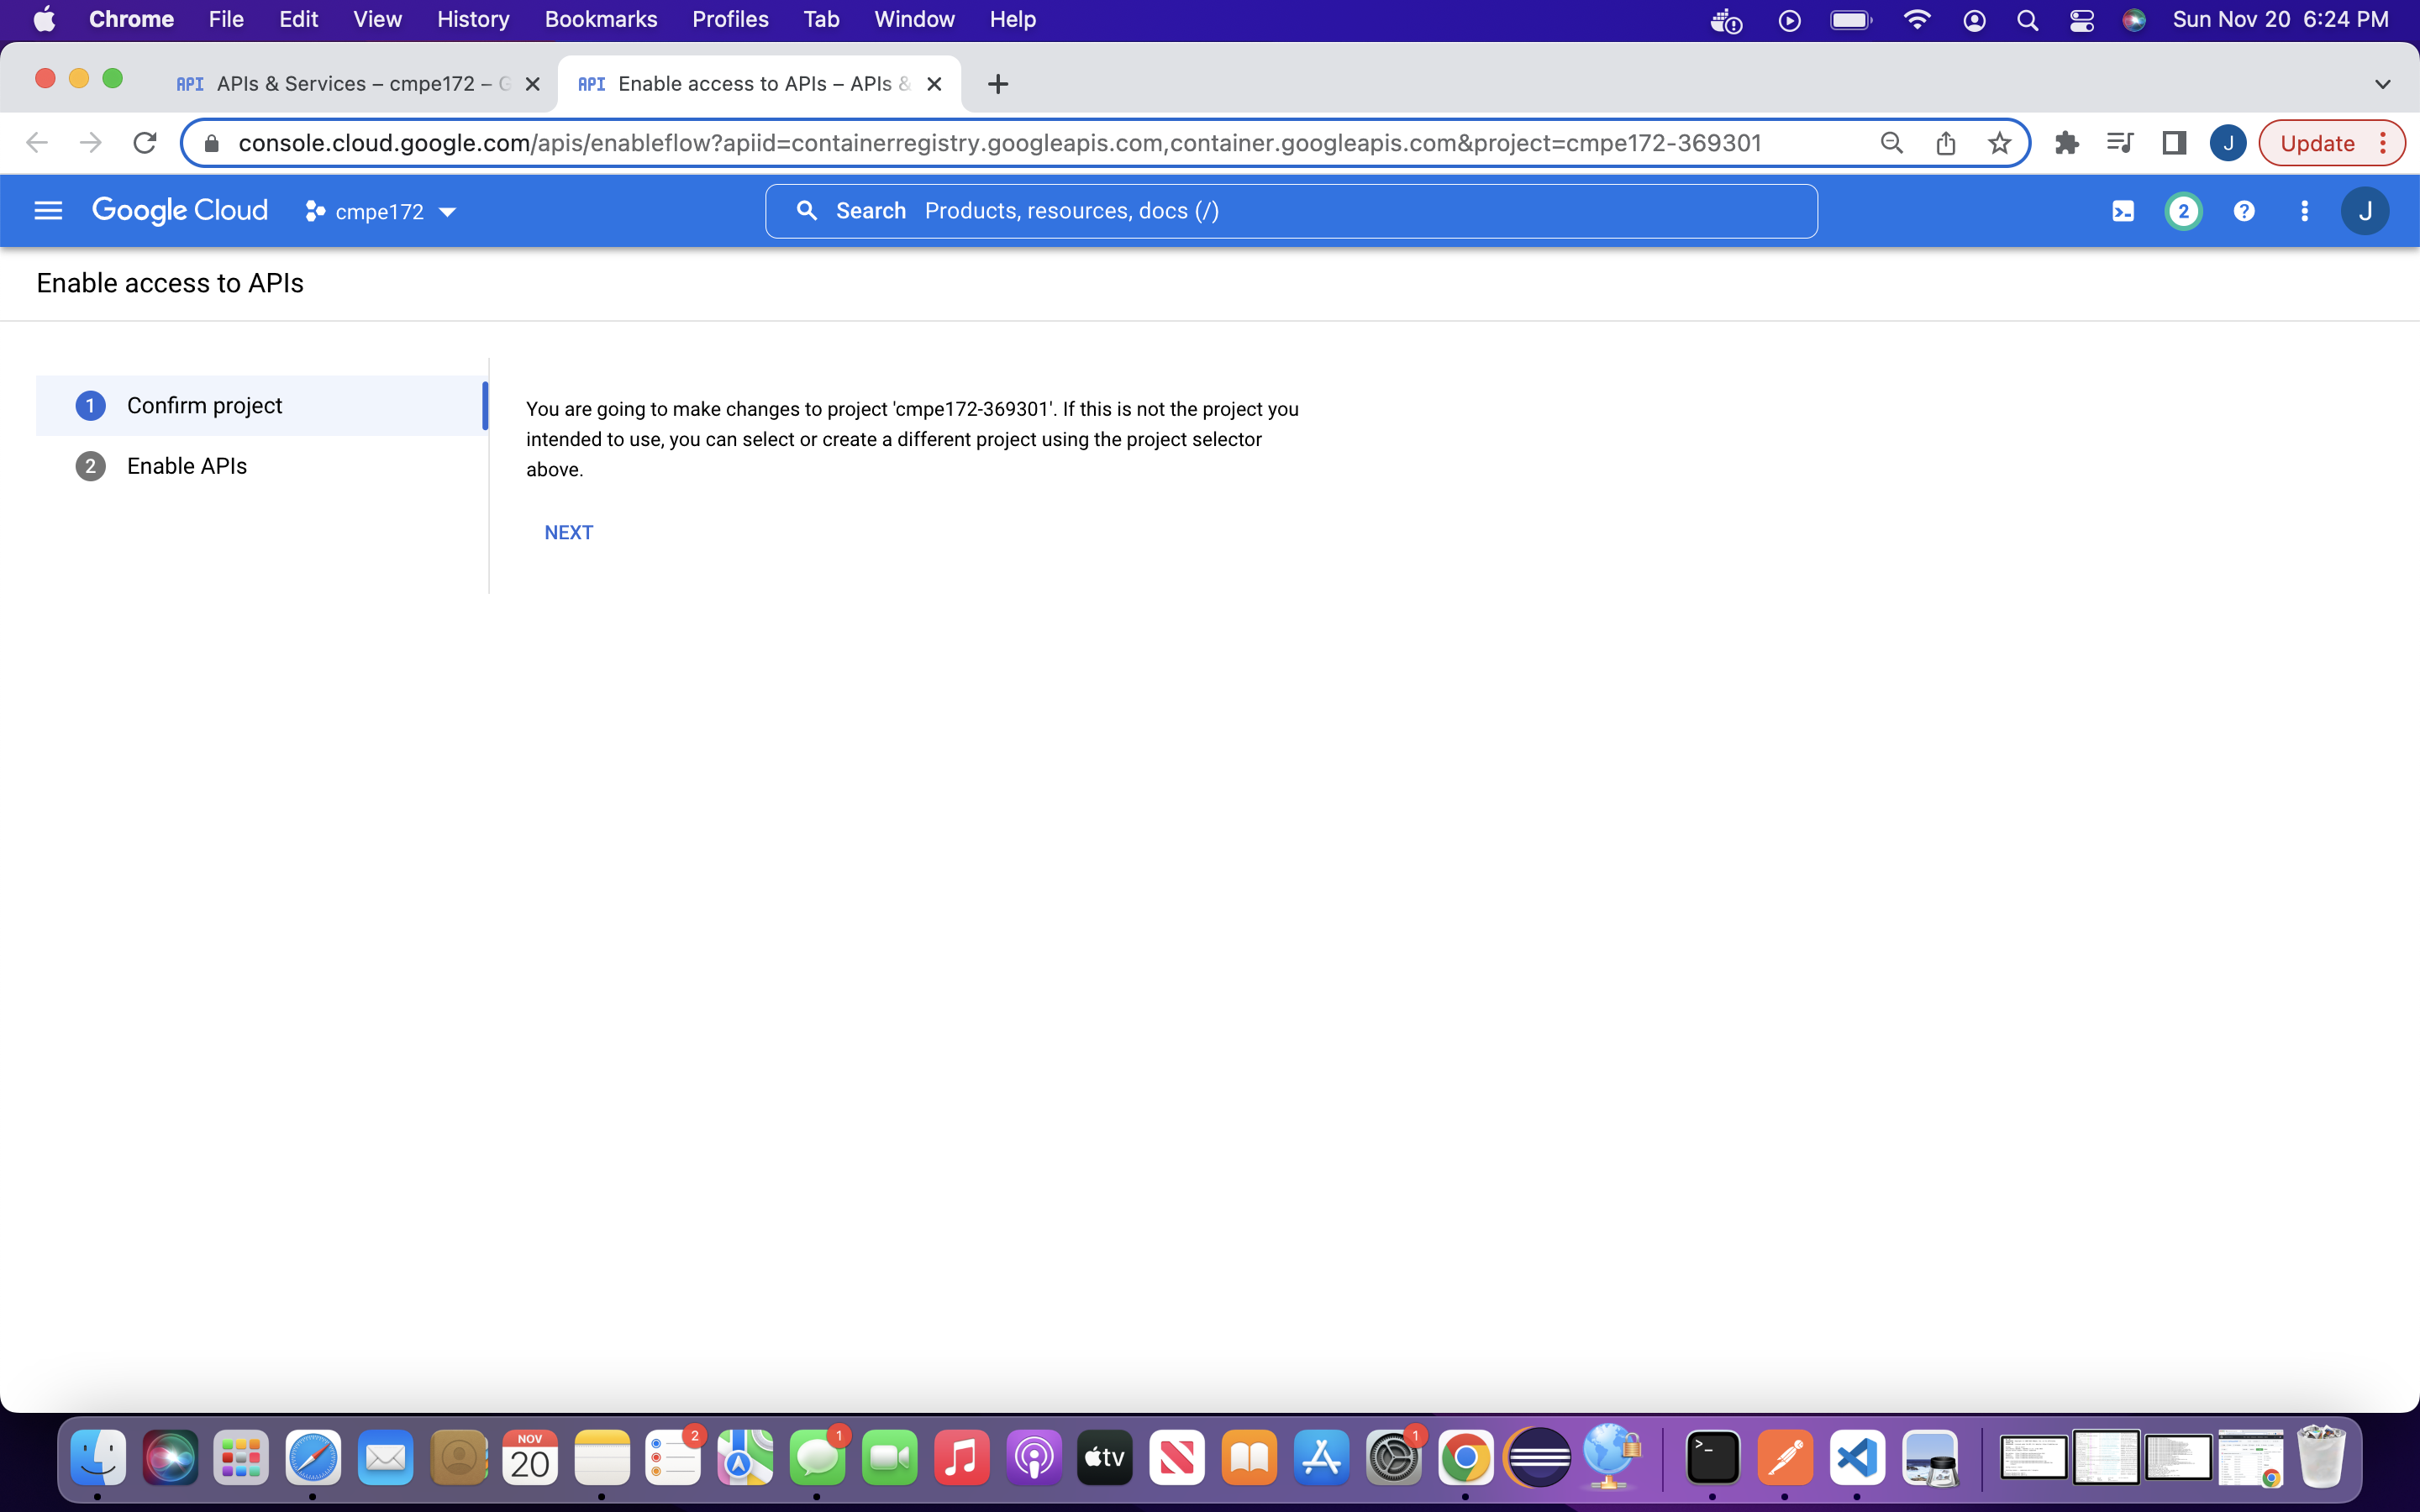 Chrome File Edit View History Bookmarks Profiles Tab Window Help Sun Nov 20 6:24 PM
API APIs & Services – cmpe172 – G API Enable access to APIs – APIs &
console.cloud.google.com/apis/enableflow?apiid=containerregistry.googleapis.com,container.googleapis.com&project=cmpe172-369301 J Update
Google Cloud cmpe172 Search Products, resources, docs (/) 2 ? J
Enable access to APIs
1 Confirm project
2 Enable APIs
You are going to make changes to project 'cmpe172-369301'. If this is not the project you
intended to use, you can select or create a different project using the project selector
above.
NEXT
NOV
20
2
1
tv
1